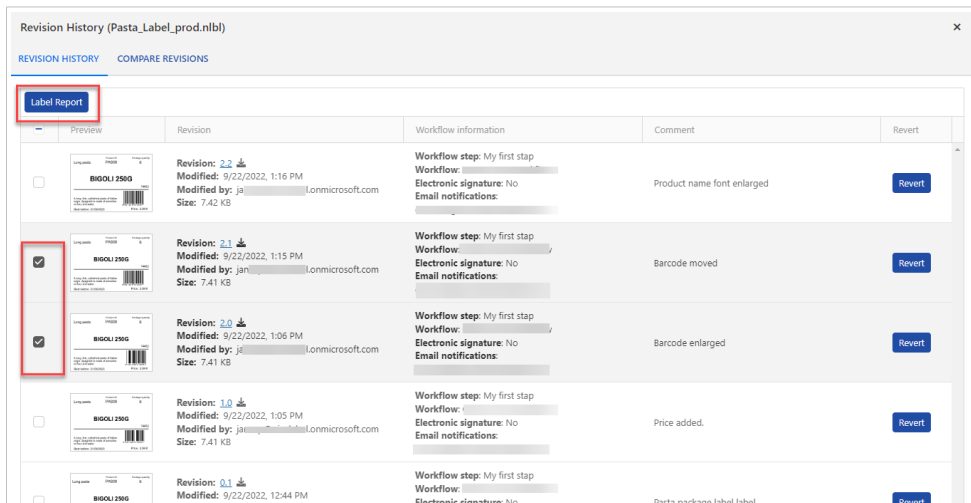 Revision History (Pasta_Label_prod.nlbl)
REVISION HISTORY COMPARE REVISIONS
Label Report
Preview Revision Workflow information Comment Revert
BIGOLI 250G
Revision: 2.2
Modified: 9/22/2022, 1:16 PM
Modified by: ja l.onmicrosoft.com
Size: 7.42 KB
Workflow step: My first stap
Workflow:
Electronic signature: No
Email notifications:
Product name font enlarged
Revert
BIGOLI 250G
Revision: 2.1
Modified: 9/22/2022, 1:15 PM
Modified by: jan l.onmicrosoft.com
Size: 7.41 KB
Workflow step: My first stap
Workflow:
Electronic signature: No
Email notifications:
Barcode moved
Revert
BIGOLI 250G
Revision: 2.0
Modified: 9/22/2022, 1:06 PM
Modified by: ja l.onmicrosoft.com
Size: 7.41 KB
Workflow step: My first stap
Workflow:
Electronic signature: No
Email notifications:
Barcode enlarged
Revert
BIGOLI 250G
Revision: 1.0
Modified: 9/22/2022, 1:05 PM
Modified by: ja l.onmicrosoft.com
Size: 7.41 KB
Workflow step: My first stap
Workflow:
Electronic signature: No
Email notifications:
Price added.
Revert
BIGOLI 250G
Revision: 0.1
Modified: 9/22/2022, 12:44 PM
Workflow step: My first stap
Workflow:
Electronic signature: No
Pasta package label label
Revert